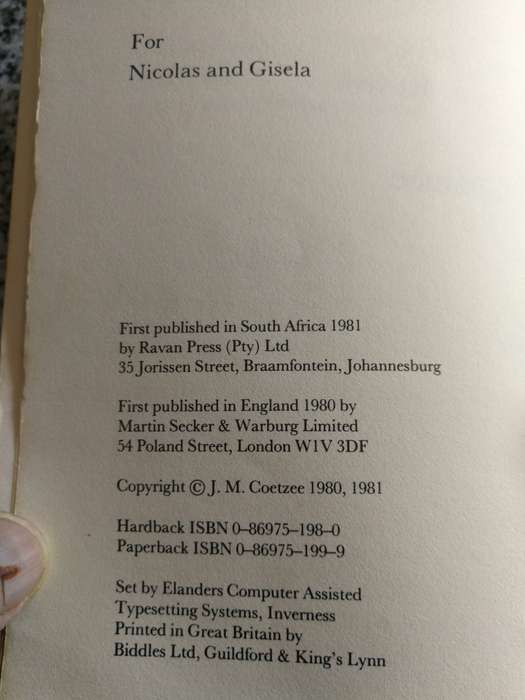 For
Nicolas and Gisela
First published in South Africa 1981
by Ravan Press (Pty) Ltd
35 Jorissen Street, Braamfontein, Johannesburg
First published in England 1980 by
Martin Secker & Warburg Limited
54 Poland Street, London W1V 3DF
Copyright © J. M. Coetzee 1980, 1981
Hardback ISBN 0–86975–198–0
Paperback ISBN 0–86975–199–9
Set by Elanders Computer Assisted
Typesetting Systems, Inverness
Printed in Great Britain by
Biddles Ltd, Guildford & King's Lynn